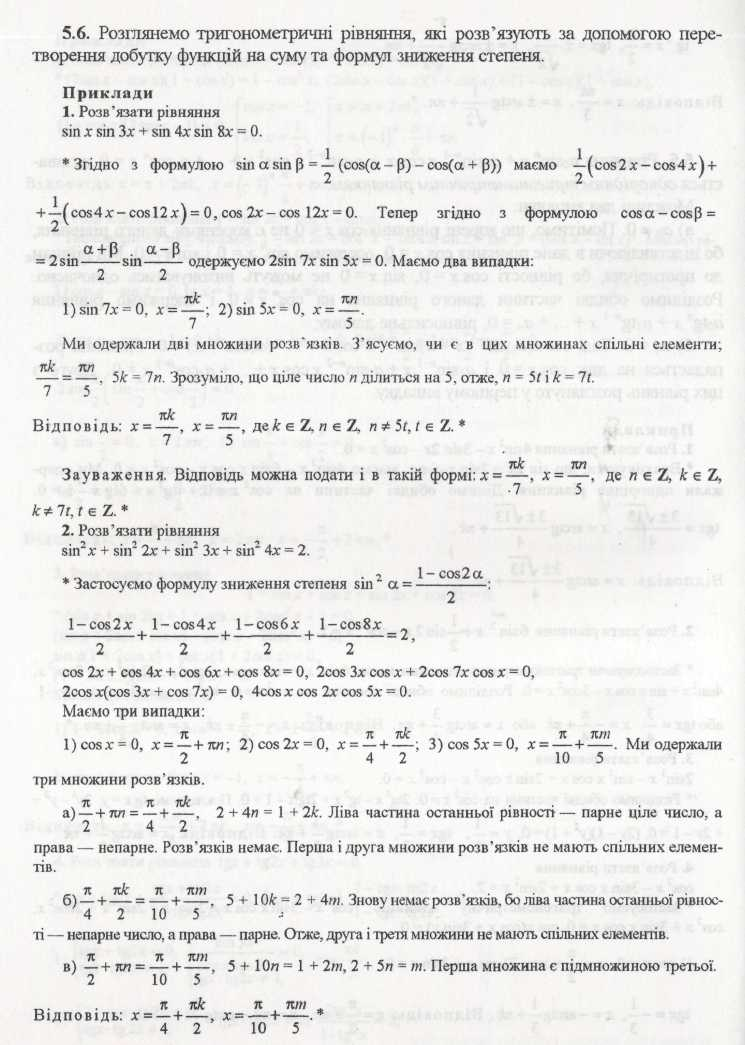 5.6. Розглянемо тригонометричні рівняння, які розв’язують за допомогою пере-
творення добутку функцій на суму та формул зниження степеня.
Приклади
1. Розв’язати рівняння
sin x sin 3x + sin 4x sin 8x = 0.
* Згідно з формулою sin α sin β = 1/2 (cos(α – β) – cos(α + β)) маємо 1/2 (cos 2x – cos 4x) +
+ 1/2 (cos 4x – cos 12x) = 0, cos 2x – cos 12x = 0. Тепер згідно з формулою cos α – cos β =
= 2 sin (α+β)/2 sin (α–β)/2 одержуємо 2sin 7x sin 5x = 0. Маємо два випадки:
1) sin 7x = 0, x = πk/7; 2) sin 5x = 0, x = πn/5.
Ми одержали дві множини розв’язків. З’ясуємо, чи є в цих множинах спільні елементи;
πk/7 = πn/5, 5k = 7n. Зрозуміло, що ціле число n ділиться на 5, отже, n = 5t і k = 7t.
Відповідь: x = πk/7, x = πn/5, де k ∈ Z, n ∈ Z, n ≠ 5t, t ∈ Z. *
Зауваження. Відповідь можна подати і в такій формі: x = πk/7, x = πn/5, де n ∈ Z, k ∈ Z,
k ≠ 7t, t ∈ Z. *
2. Розв’язати рівняння
sin² x + sin² 2x + sin² 3x + sin² 4x = 2.
* Застосуємо формулу зниження степеня sin² α = (1 – cos 2α)/2;
(1 – cos 2x)/2 + (1 – cos 4x)/2 + (1 – cos 6x)/2 + (1 – cos 8x)/2 = 2,
cos 2x + cos 4x + cos 6x + cos 8x = 0, 2cos 3x cos x + 2cos 7x cos x = 0,
2cos x(cos 3x + cos 7x) = 0, 4cos x cos 2x cos 5x = 0.
Маємо три випадки:
1) cos x = 0, x = π/2 + πn; 2) cos 2x = 0, x = π/4 + πk/2; 3) cos 5x = 0, x = π/10 + πm/5. Ми одержали
три множини розв’язків.
а) π/2 + πn = π/4 + πk/2, 2 + 4n = 1 + 2k. Ліва частина останньої рівності — парне ціле число, а
права — непарне. Розв’язків немає. Перша і друга множини розв’язків не мають спільних елемен-
тів.
б) π/4 + πk/2 = π/10 + πm/5, 5 + 10k = 2 + 4m. Знову немає розв’язків, бо ліва частина останньої рівнос-
ті — непарне число, а права — парне. Отже, друга і третя множини не мають спільних елементів.
в) π/2 + πn = π/10 + πm/5, 5 + 10n = 1 + 2m, 2 + 5n = m. Перша множина є підмножиною третьої.
Відповідь: x = π/4 + πk/2, x = π/10 + πm/5. *